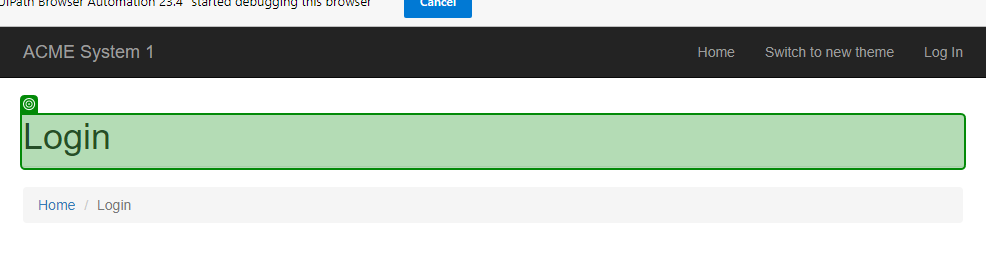 UiPath Browser Automation 23.4" started debugging this browser
Cancel
ACME System 1
Home
Switch to new theme
Log In
Login
Home / Login